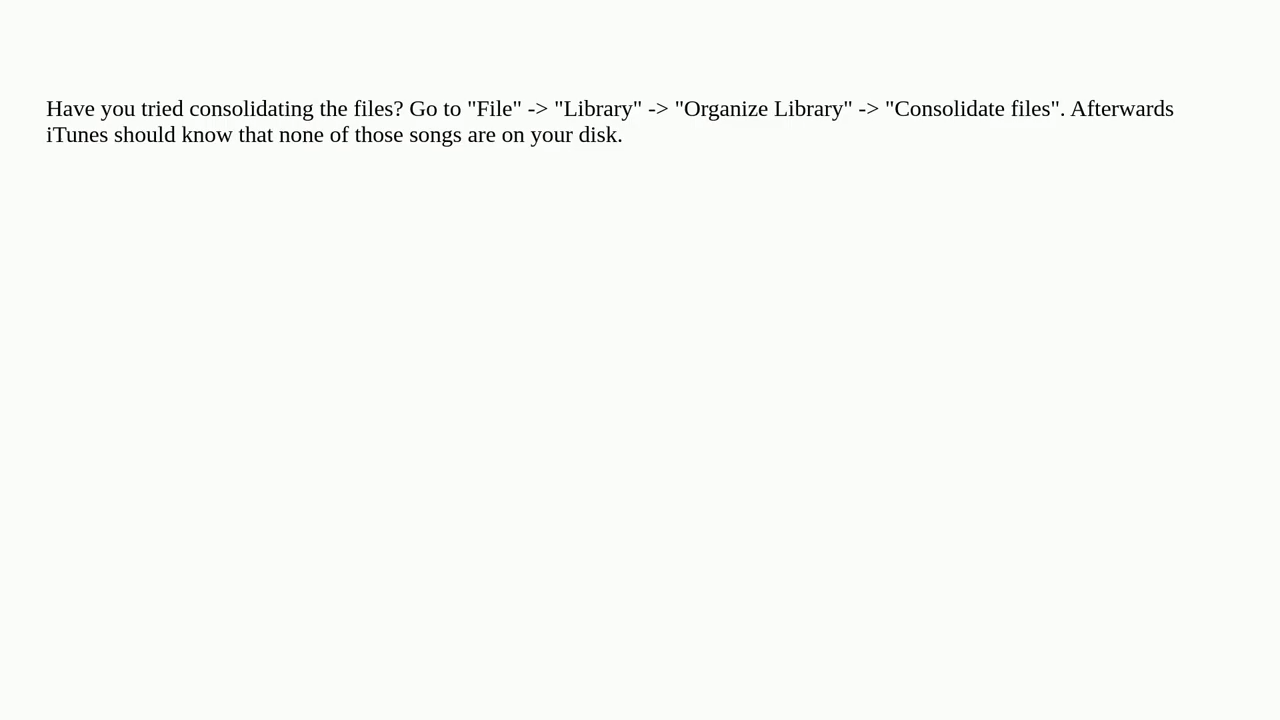 Have you tried consolidating the files? Go to "File" -> "Library" -> "Organize Library" -> "Consolidate files". Afterwards
iTunes should know that none of those songs are on your disk.